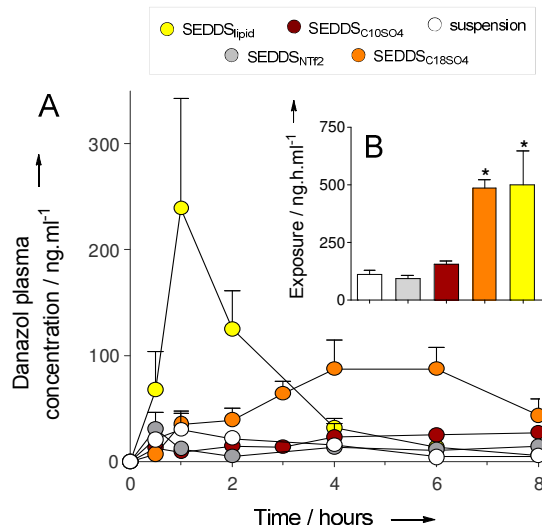 SEDDSlipid SEDDSC10SO4 suspension
SEDDSNTf2 SEDDSC18SO4
A
Danazol plasma
concentration / ng.ml-1
300
200
100
0
0 2 4 6 8
Time / hours
B
Exposure / ng.h.ml-1
750
500
250
0
* *